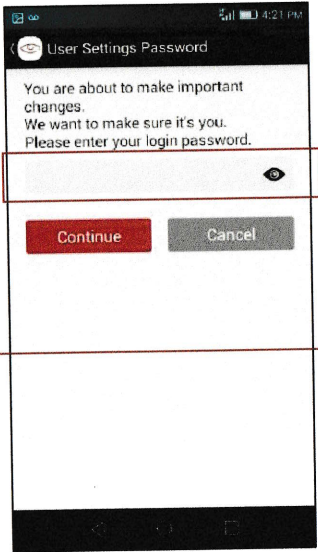 4:21 PM
User Settings Password
You are about to make important
changes.
We want to make sure it's you.
Please enter your login password.
Continue
Cancel